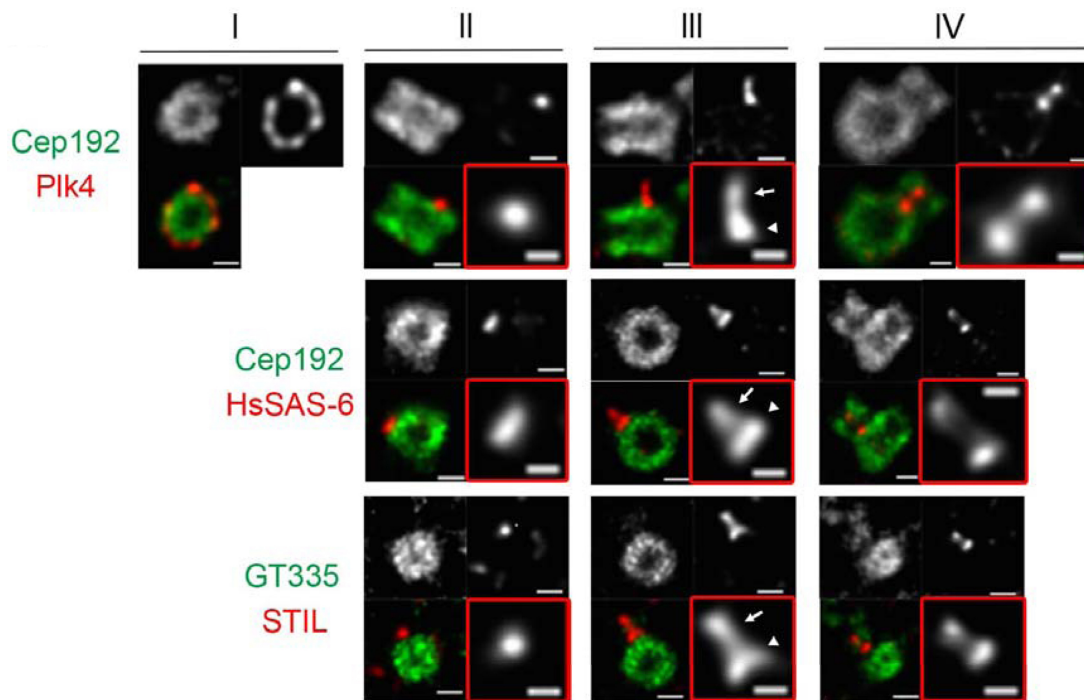 I II III IV
Cep192
Plk4
Cep192
HsSAS-6
GT335
STIL